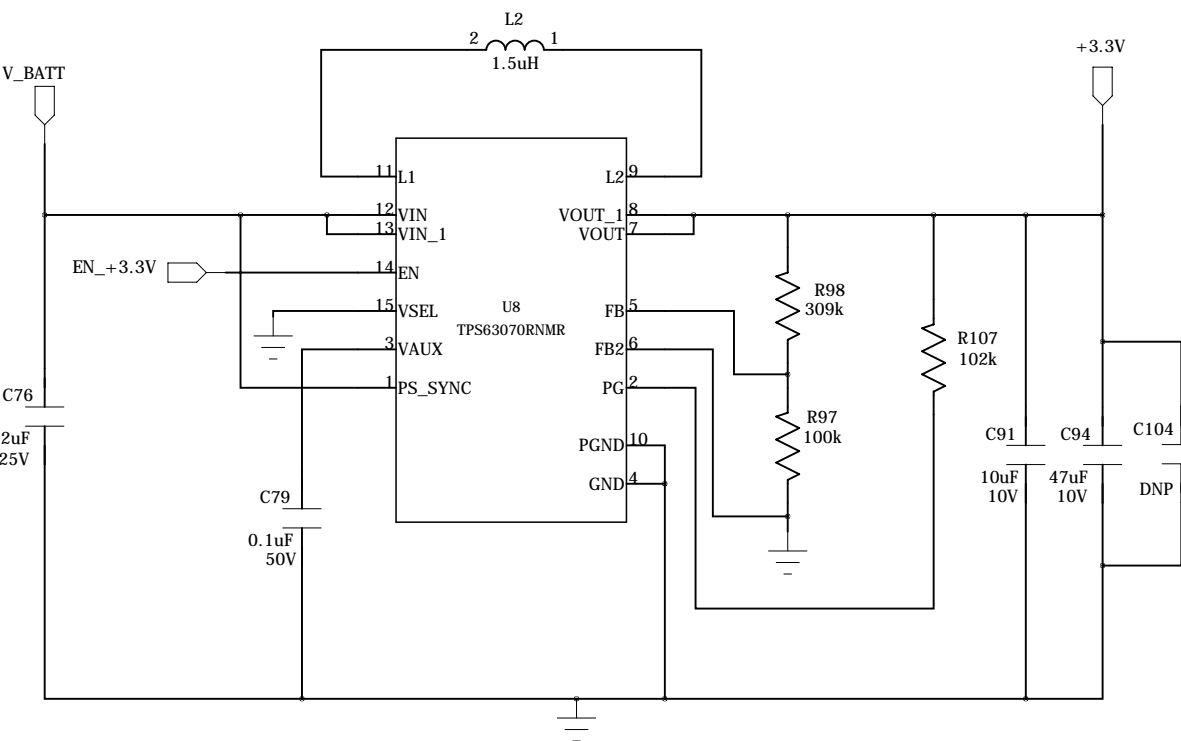 L2
2 1
1.5uH
+3.3V
V_BATT
11 L1
L2 9
12 VIN
VOUT_1 8
13 VIN_1
VOUT 7
EN_+3.3V
14 EN
15 VSEL
FB 5
U8
TPS63070RNMR
R98
309k
3 VAUX
FB2 6
R107
102k
1 PS_SYNC
PG 2
C76
2uF
25V
R97
100k
PGND 10
GND 4
C91
10uF
10V
C94
47uF
10V
C104
DNP
C79
0.1uF
50V